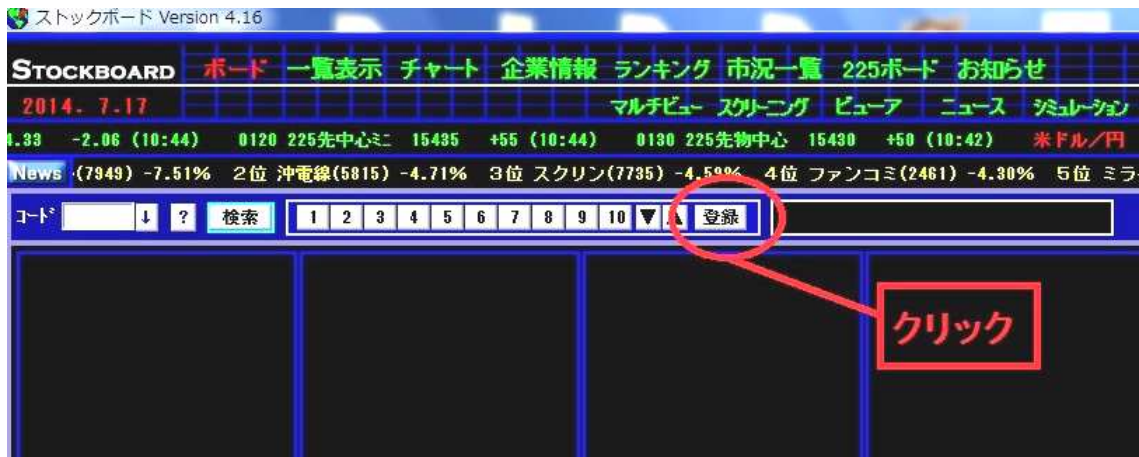 ストックボード Version 4.16
STOCKBOARD ボード 一覧表示 チャート 企業情報 ランキング 市況一覧 225ボード お知らせ
2014. 7.17 マルチビュー スクリーニング ビューア ニュース シミュレーション
4.33 -2.06 (10:44) 0120 225先中心ミニ 15435 +55 (10:44) 0130 225先物中心 15430 +50 (10:42) 米ドル/円
News (7949) -7.51% 2位 沖電線(5815) -4.71% 3位 スクリン(7735) -4.59% 4位 ファンコミ(2461) -4.30% 5位 ミラ
コード ↓ ? 検索 1 2 3 4 5 6 7 8 9 10 ▼ ▲ 登録
クリック